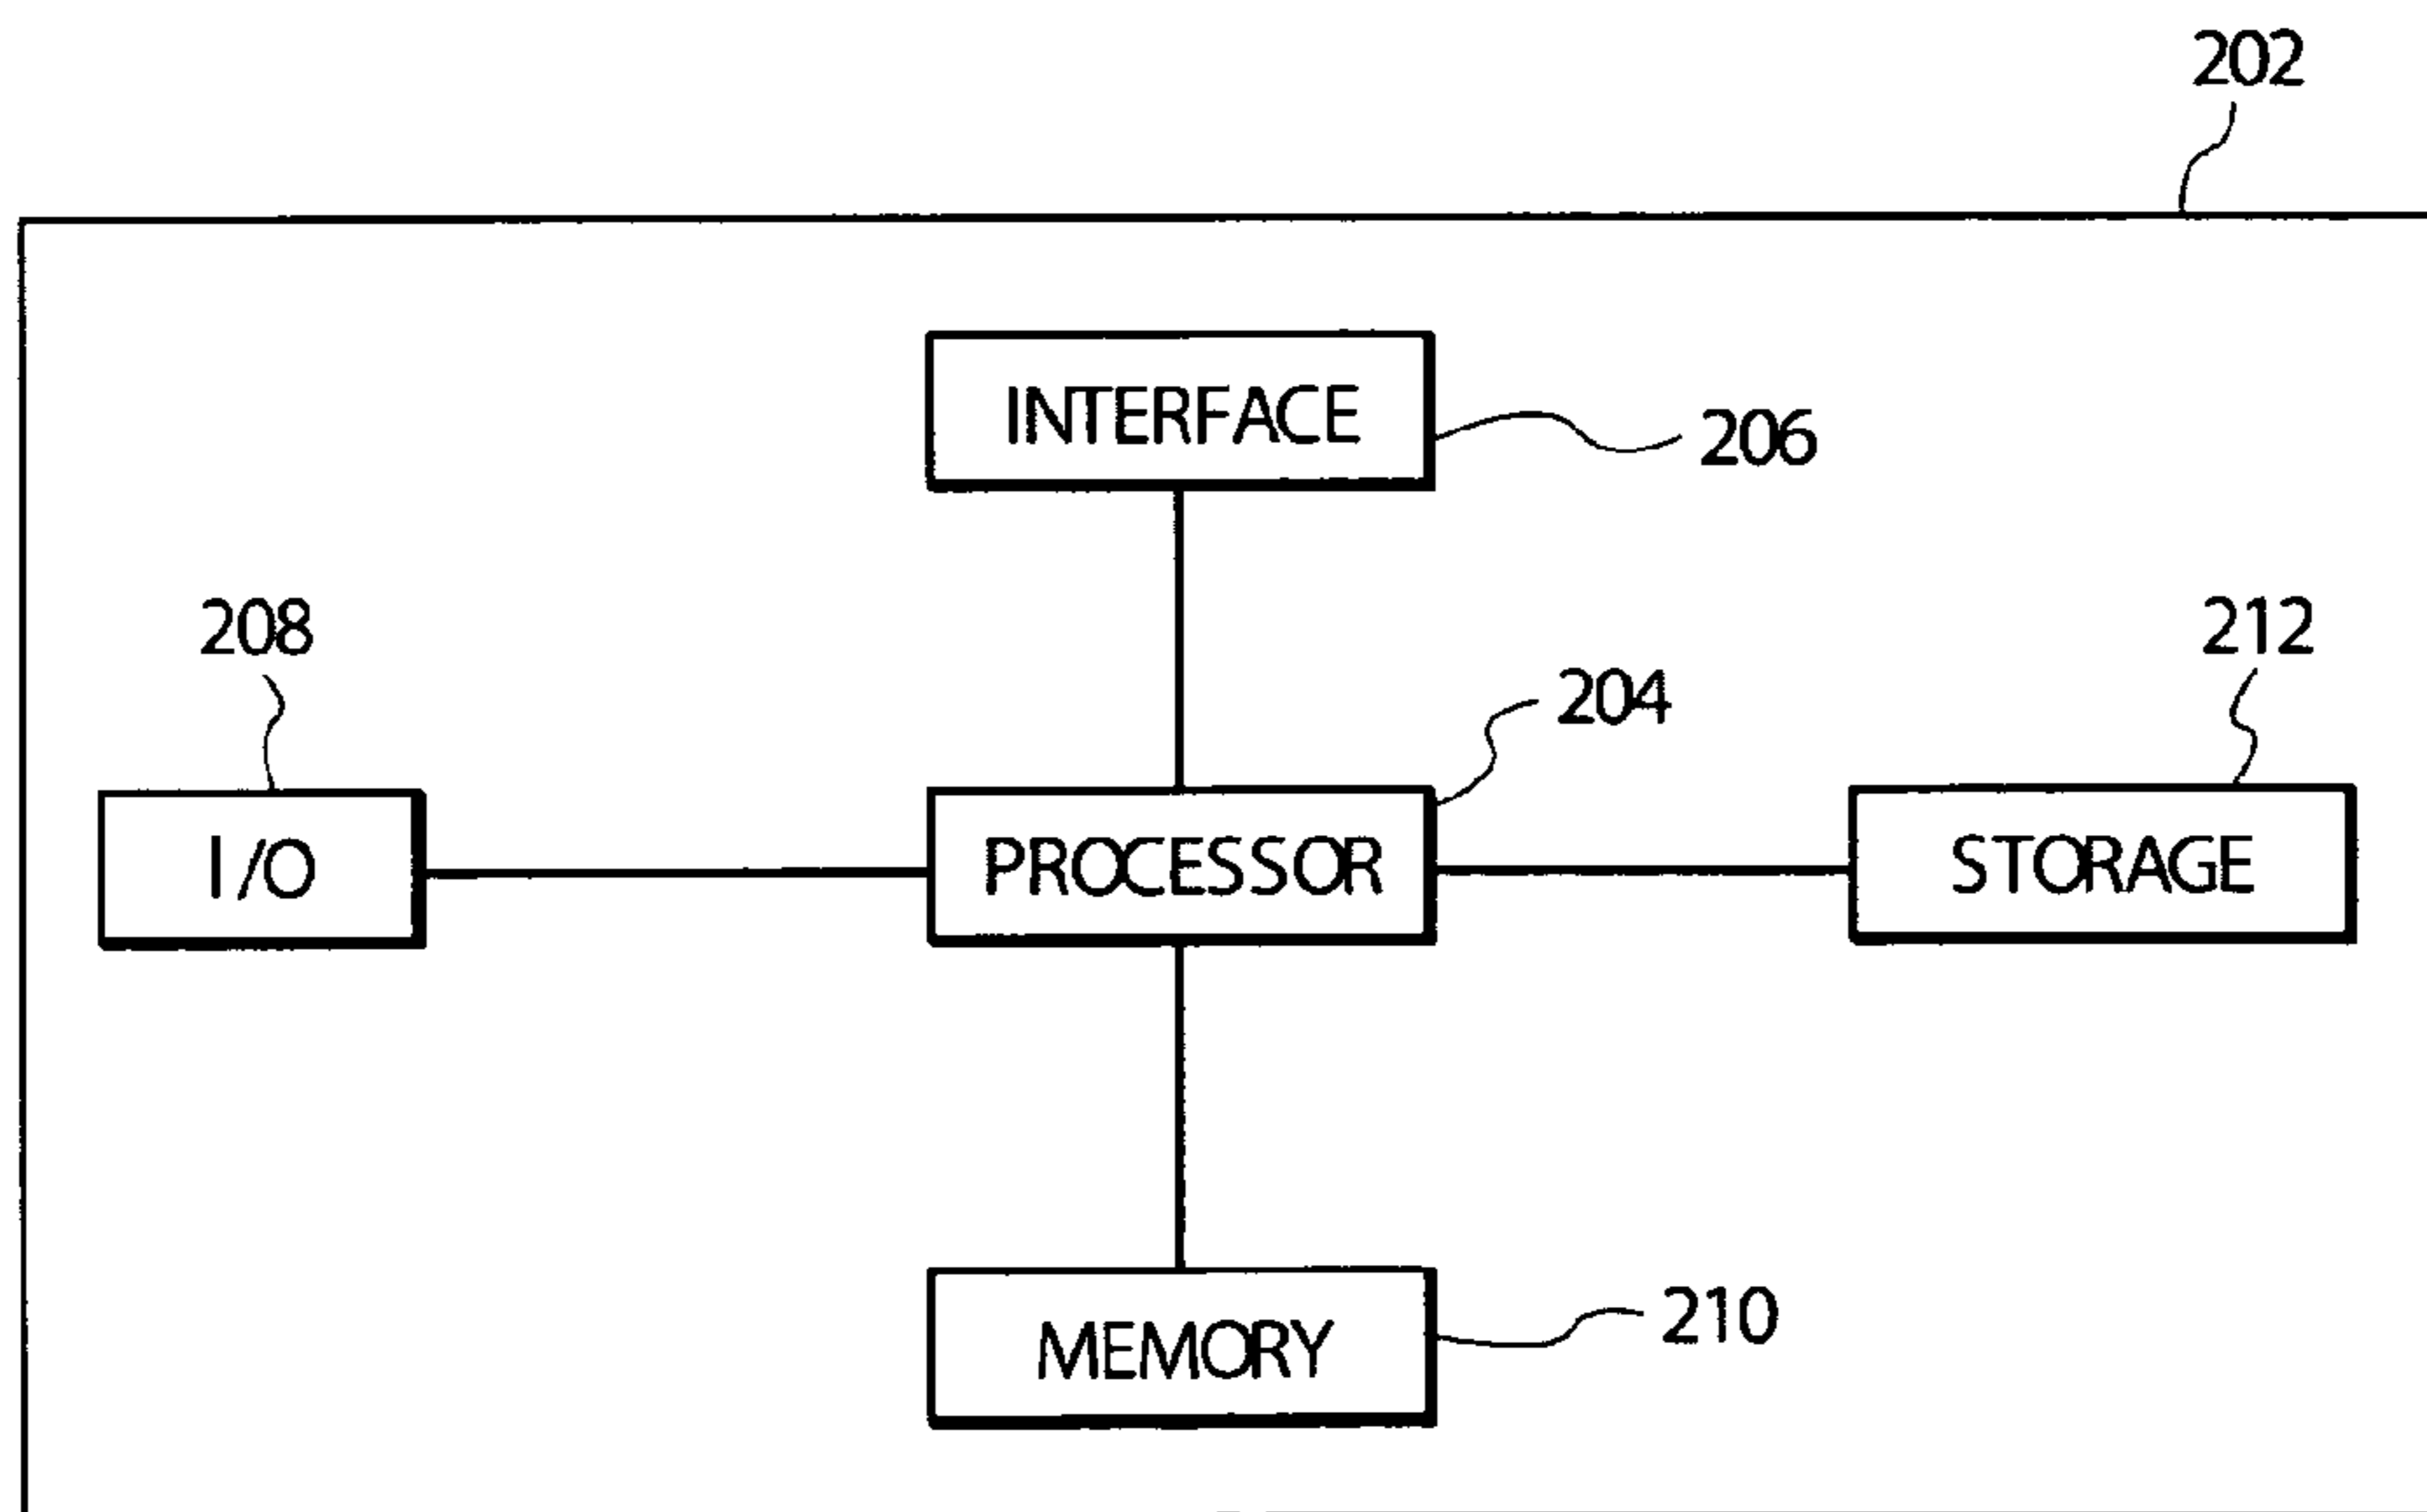 202
INTERFACE
206
208
212
204
I/O
PROCESSOR
STORAGE
MEMORY
210